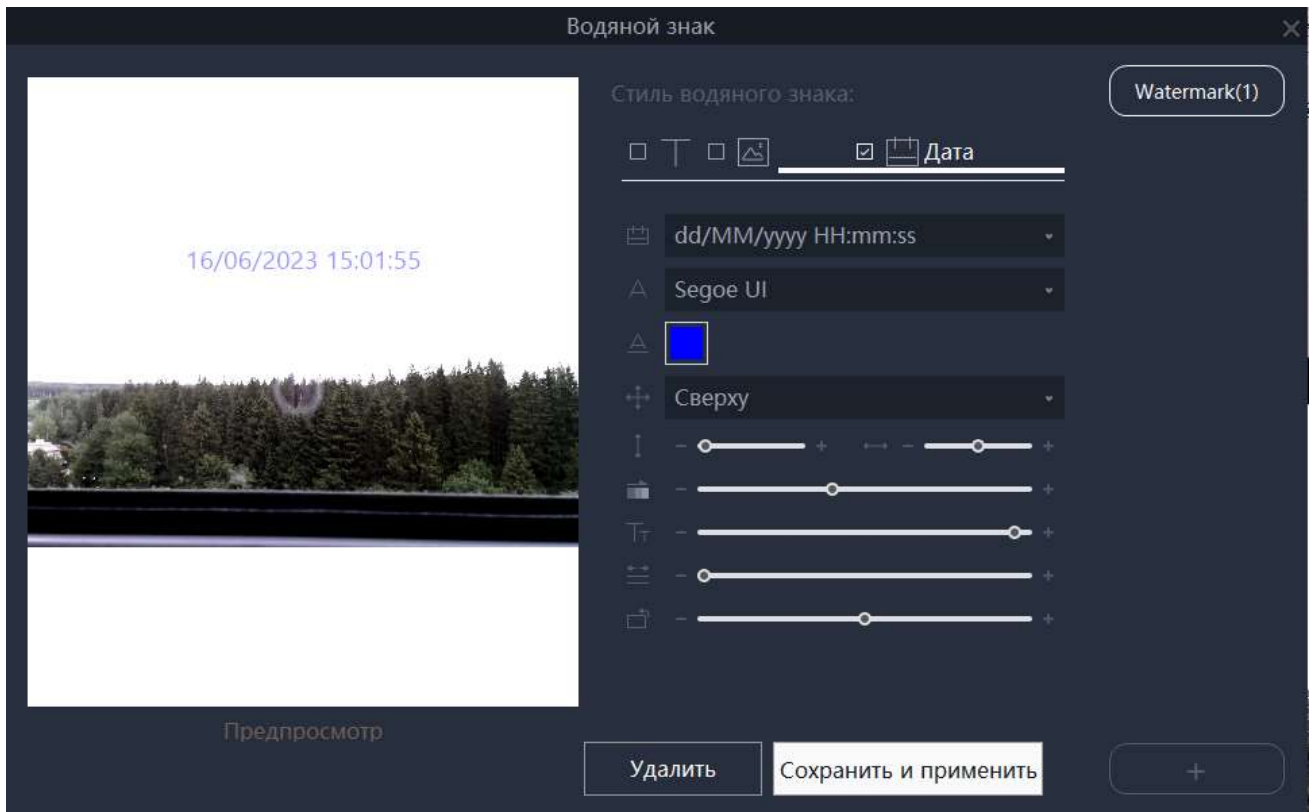 Водяной знак
Стиль водяного знака:
Watermark(1)
Дата
dd/MM/yyyy HH:mm:ss
16/06/2023 15:01:55
Segoe UI
Сверху
Предпросмотр
Удалить
Сохранить и применить